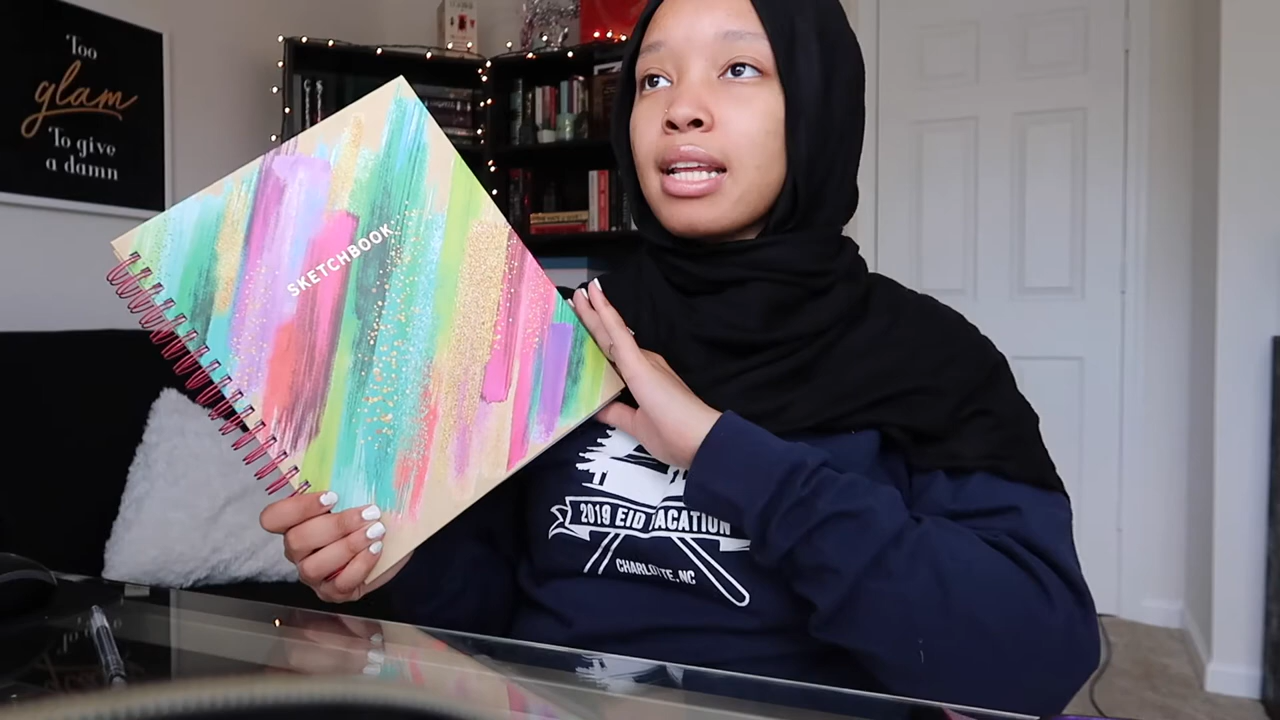 Too
glam
To give
a damn
SKETCHBOOK
2019 EID VACATION
CHARLOTTE, NC